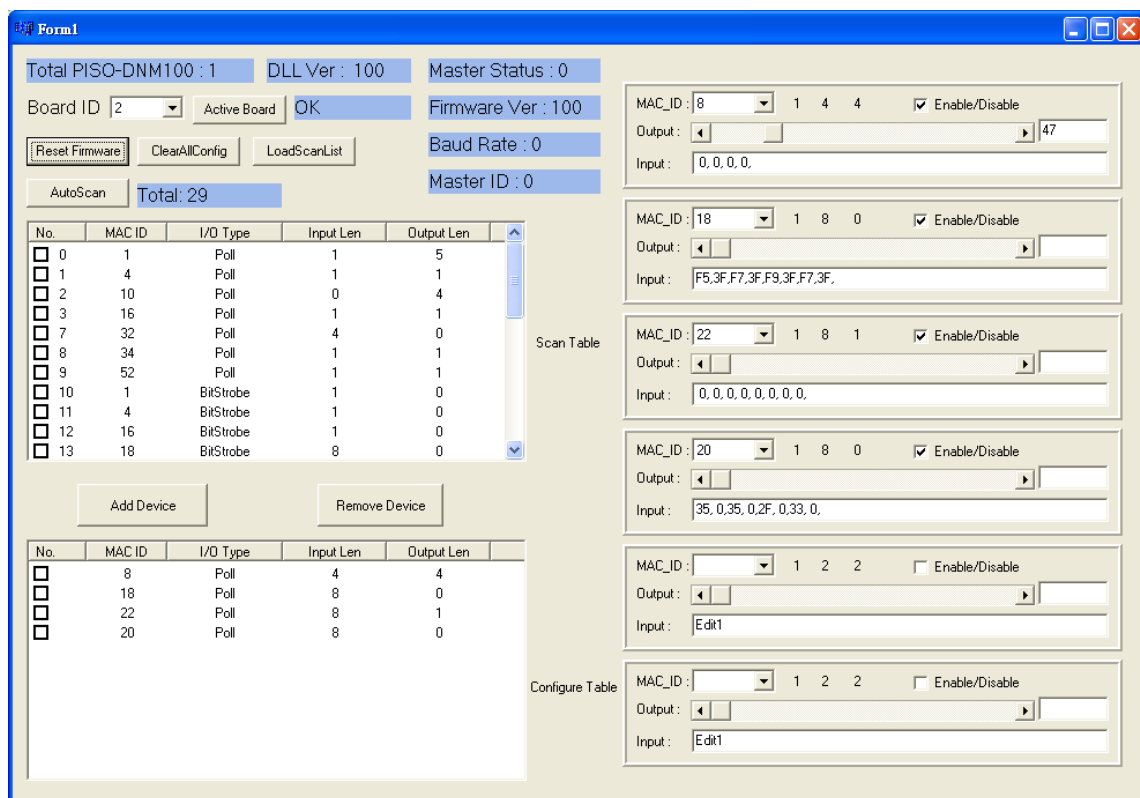 Form1
Total PISO-DNM100 : 1 DLL Ver : 100 Master Status : 0
Board ID 2 Active Board OK Firmware Ver : 100
Reset Firmware ClearAllConfig LoadScanList Baud Rate : 0
AutoScan Total: 29 Master ID : 0
No. MAC ID I/O Type Input Len Output Len
0 1 Poll 1 5
1 4 Poll 1 1
2 10 Poll 0 4
3 16 Poll 1 1
7 32 Poll 4 0
8 34 Poll 1 1
9 52 Poll 1 1
10 1 BitStrobe 1 0
11 4 BitStrobe 1 0
12 16 BitStrobe 1 0
13 18 BitStrobe 8 0
Scan Table
Add Device Remove Device
No. MAC ID I/O Type Input Len Output Len
8 Poll 4 4
18 Poll 8 0
22 Poll 8 1
20 Poll 8 0
Configure Table
MAC_ID : 8 1 4 4 Enable/Disable
Output : 47
Input : 0, 0, 0, 0,
MAC_ID : 18 1 8 0 Enable/Disable
Output :
Input : F5,3F,F7,3F,F9,3F,F7,3F,
MAC_ID : 22 1 8 1 Enable/Disable
Output :
Input : 0, 0, 0, 0, 0, 0, 0, 0,
MAC_ID : 20 1 8 0 Enable/Disable
Output :
Input : 35, 0,35, 0,2F, 0,33, 0,
MAC_ID : 1 2 2 Enable/Disable
Output :
Input : Edit1
MAC_ID : 1 2 2 Enable/Disable
Output :
Input : Edit1